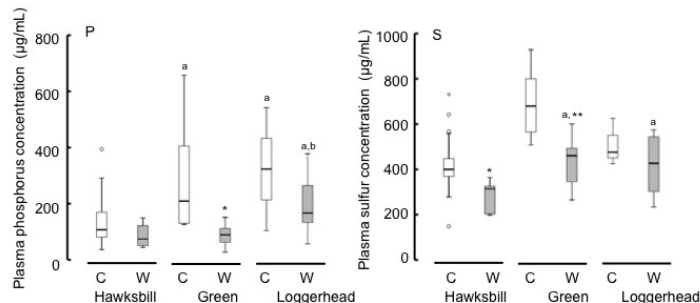 P
Plasma phosphorus concentration (μg/mL)
800
600
400
200
0
a
*
a
a,b
C W C W C W
Hawksbill Green Loggerhead
S
Plasma sulfur concentration (μg/mL)
1000
800
600
400
200
0
*
a, **
a
C W C W C W
Hawksbill Green Loggerhead